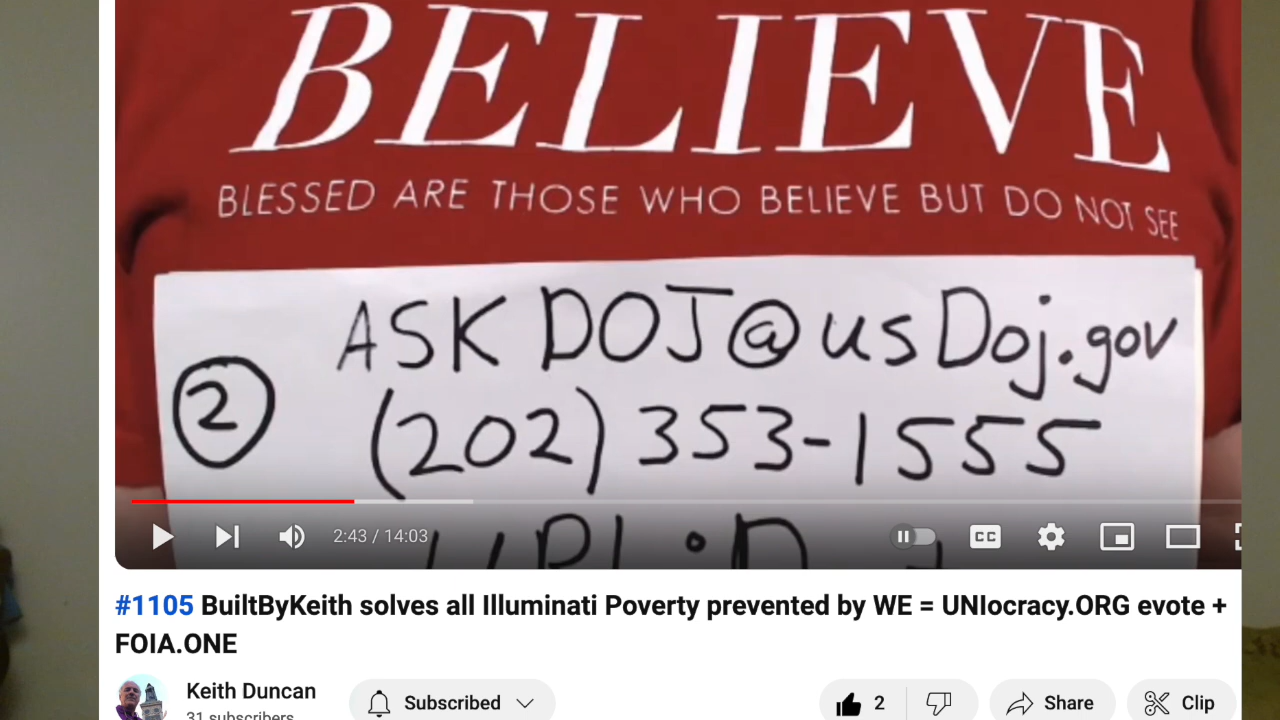 BELIEVE
BLESSED ARE THOSE WHO BELIEVE BUT DO NOT SEE
ASK DOJ@usDoj.gov
2
(202) 353-1555
2:43 / 14:03
CC
#1105 BuiltByKeith solves all Illuminati Poverty prevented by WE = UNIocracy.ORG evote +
FOIA.ONE
Keith Duncan
Subscribed
2
Share
Clip
31 subscribers